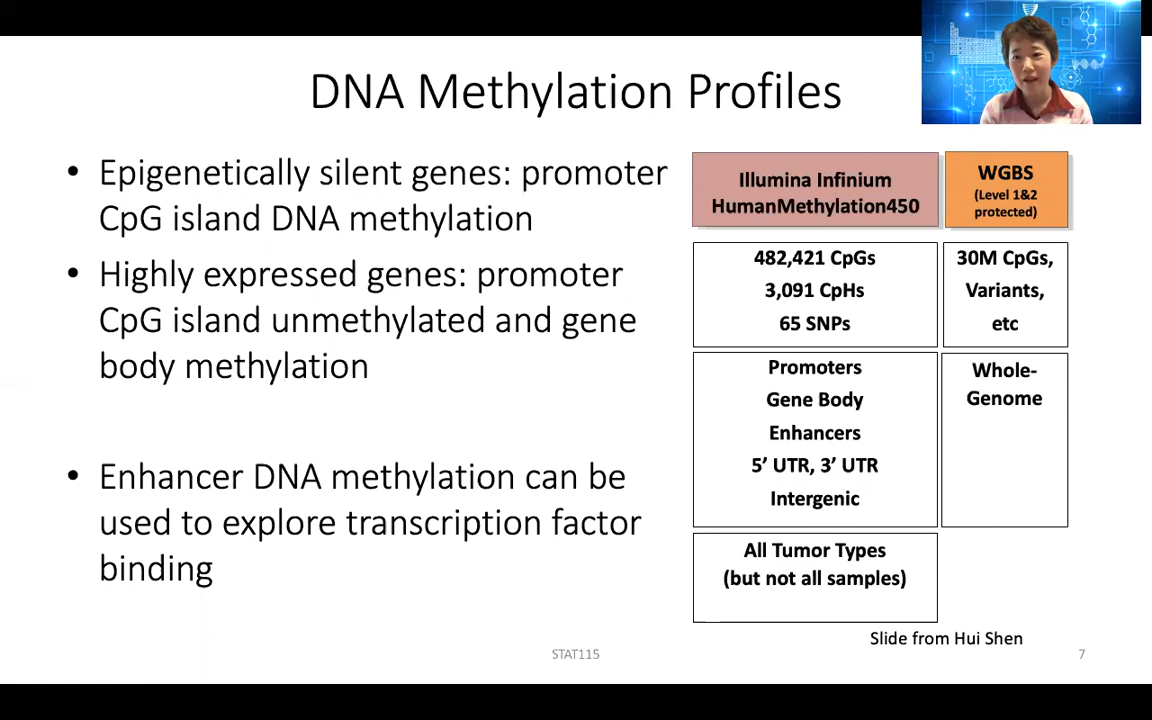 DNA Methylation Profiles
• Epigenetically silent genes: promoter
CpG island DNA methylation
• Highly expressed genes: promoter
CpG island unmethylated and gene
body methylation
• Enhancer DNA methylation can be
used to explore transcription factor
binding
Illumina Infinium
HumanMethylation450
WGBS
(Level 1&2
protected)
482,421 CpGs
3,091 CpHs
65 SNPs
30M CpGs,
Variants,
etc
Promoters
Gene Body
Enhancers
5’ UTR, 3’ UTR
Intergenic
Whole-
Genome
All Tumor Types
(but not all samples)
Slide from Hui Shen
STAT115
7